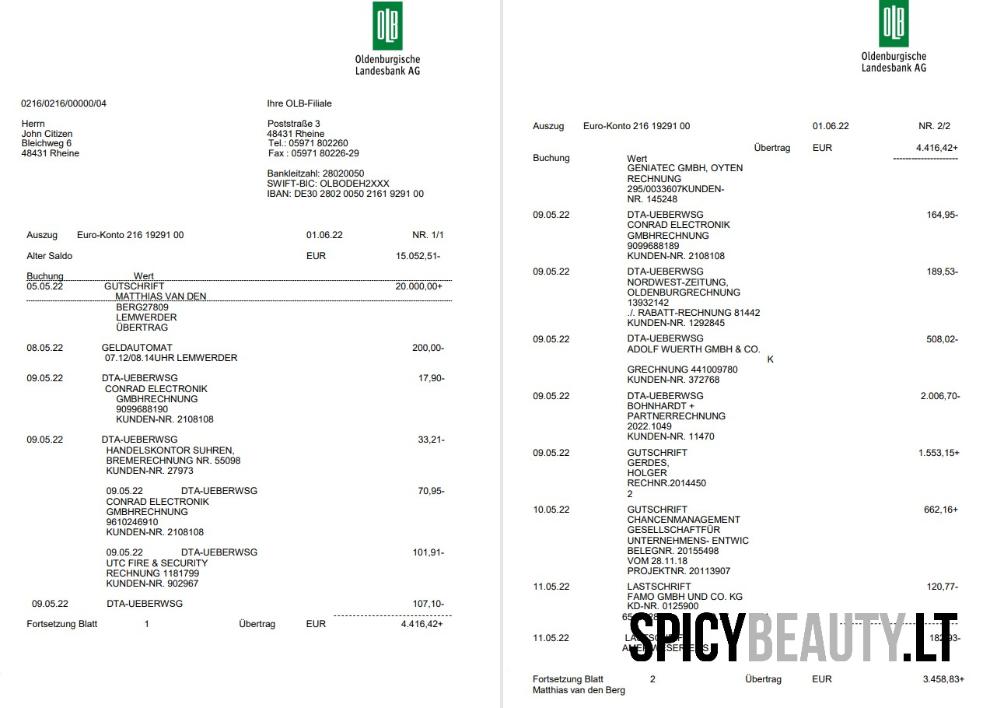 OLB
Oldenburgische
Landesbank AG
0216/0216/00000/04
Ihre OLB-Filiale
Herrn
John Citizen
Bleichweg 6
48431 Rheine
Poststraße 3
48431 Rheine
Tel.: 05971 802260
Fax : 05971 80226-29
Bankleitzahl: 28020050
SWIFT-BIC: OLBODEH2XXX
IBAN: DE30 2802 0050 2161 9291 00
Auszug Euro-Konto 216 19291 00 01.06.22 NR. 1/1
Alter Saldo EUR 15.052,51-
Buchung Wert
05.05.22 GUTSCHRIFT 20.000,00+
MATTHIAS VAN DEN
BERG27809
LEMWERDER
ÜBERTRAG
08.05.22 GELDAUTOMAT 200,00-
07.12/08.14UHR LEMWERDER
09.05.22 DTA-UEBERWSG 17,90-
CONRAD ELECTRONIK
GMBHRECHNUNG
9099688190
KUNDEN-NR. 2108108
09.05.22 DTA-UEBERWSG 33,21-
HANDELSKONTOR SUHREN,
BREMERECHNUNG NR. 55098
KUNDEN-NR. 27973
09.05.22 DTA-UEBERWSG 70,95-
CONRAD ELECTRONIK
GMBHRECHNUNG
9610246910
KUNDEN-NR. 2108108
09.05.22 DTA-UEBERWSG 101,91-
UTC FIRE & SECURITY
RECHNUNG 1181799
KUNDEN-NR. 902967
09.05.22 DTA-UEBERWSG 107,10-
Fortsetzung Blatt 1 Übertrag EUR 4.416,42+
OLB
Oldenburgische
Landesbank AG
Auszug Euro-Konto 216 19291 00 01.06.22 NR. 2/2
Übertrag EUR 4.416,42+
Buchung Wert
GENIATEC GMBH, OYTEN
RECHNUNG
295/0033607KUNDEN-
NR. 145248
09.05.22 DTA-UEBERWSG 164,95-
CONRAD ELECTRONIK
GMBHRECHNUNG
9099688189
KUNDEN-NR. 2108108
09.05.22 DTA-UEBERWSG 189,53-
NORDWEST-ZEITUNG,
OLDENBURGRECHNUNG
13932142
./. RABATT-RECHNUNG 81442
KUNDEN-NR. 1292845
09.05.22 DTA-UEBERWSG 508,02-
ADOLF WUERTH GMBH & CO.
K
GRECHNUNG 441009780
KUNDEN-NR. 372768
09.05.22 DTA-UEBERWSG 2.006,70-
BOHNHARDT +
PARTNERRECHNUNG
2022.1049
KUNDEN-NR. 11470
09.05.22 GUTSCHRIFT 1.553,15+
GERDES,
HOLGER
RECHNR.2014450
2
10.05.22 GUTSCHRIFT 662,16+
CHANCENMANAGEMENT
GESELLSCHAFTFÜR
UNTERNEHMENS- ENTWIC
BELEGNR. 20155498
VOM 28.11.18
PROJEKTNR. 20113907
11.05.22 LASTSCHRIFT 120,77-
FAMO GMBH UND CO. KG
KD-NR. 0125900
11.05.22
SPICYBEAUTY.LT
Fortsetzung Blatt 2 Übertrag EUR 3.458,83+
Matthias van den Berg